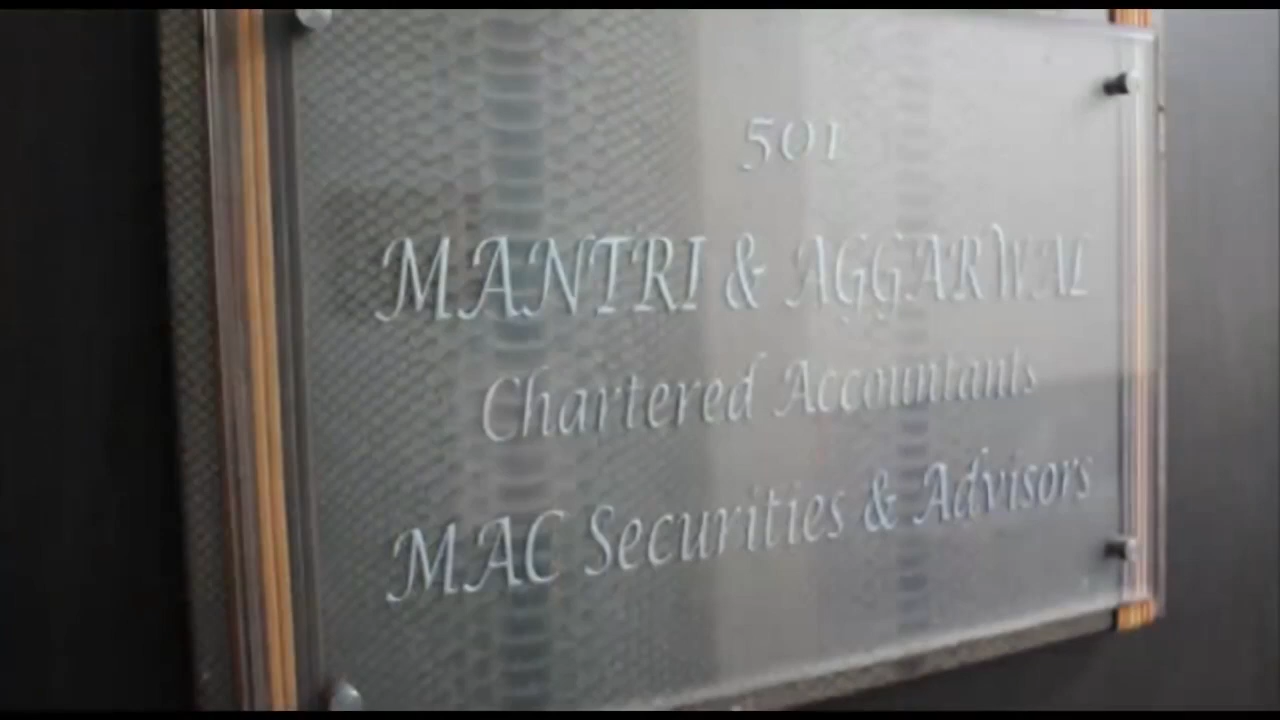 501
MANTRI & AGGARWAL
Chartered Accountants
MAC Securities & Advisors